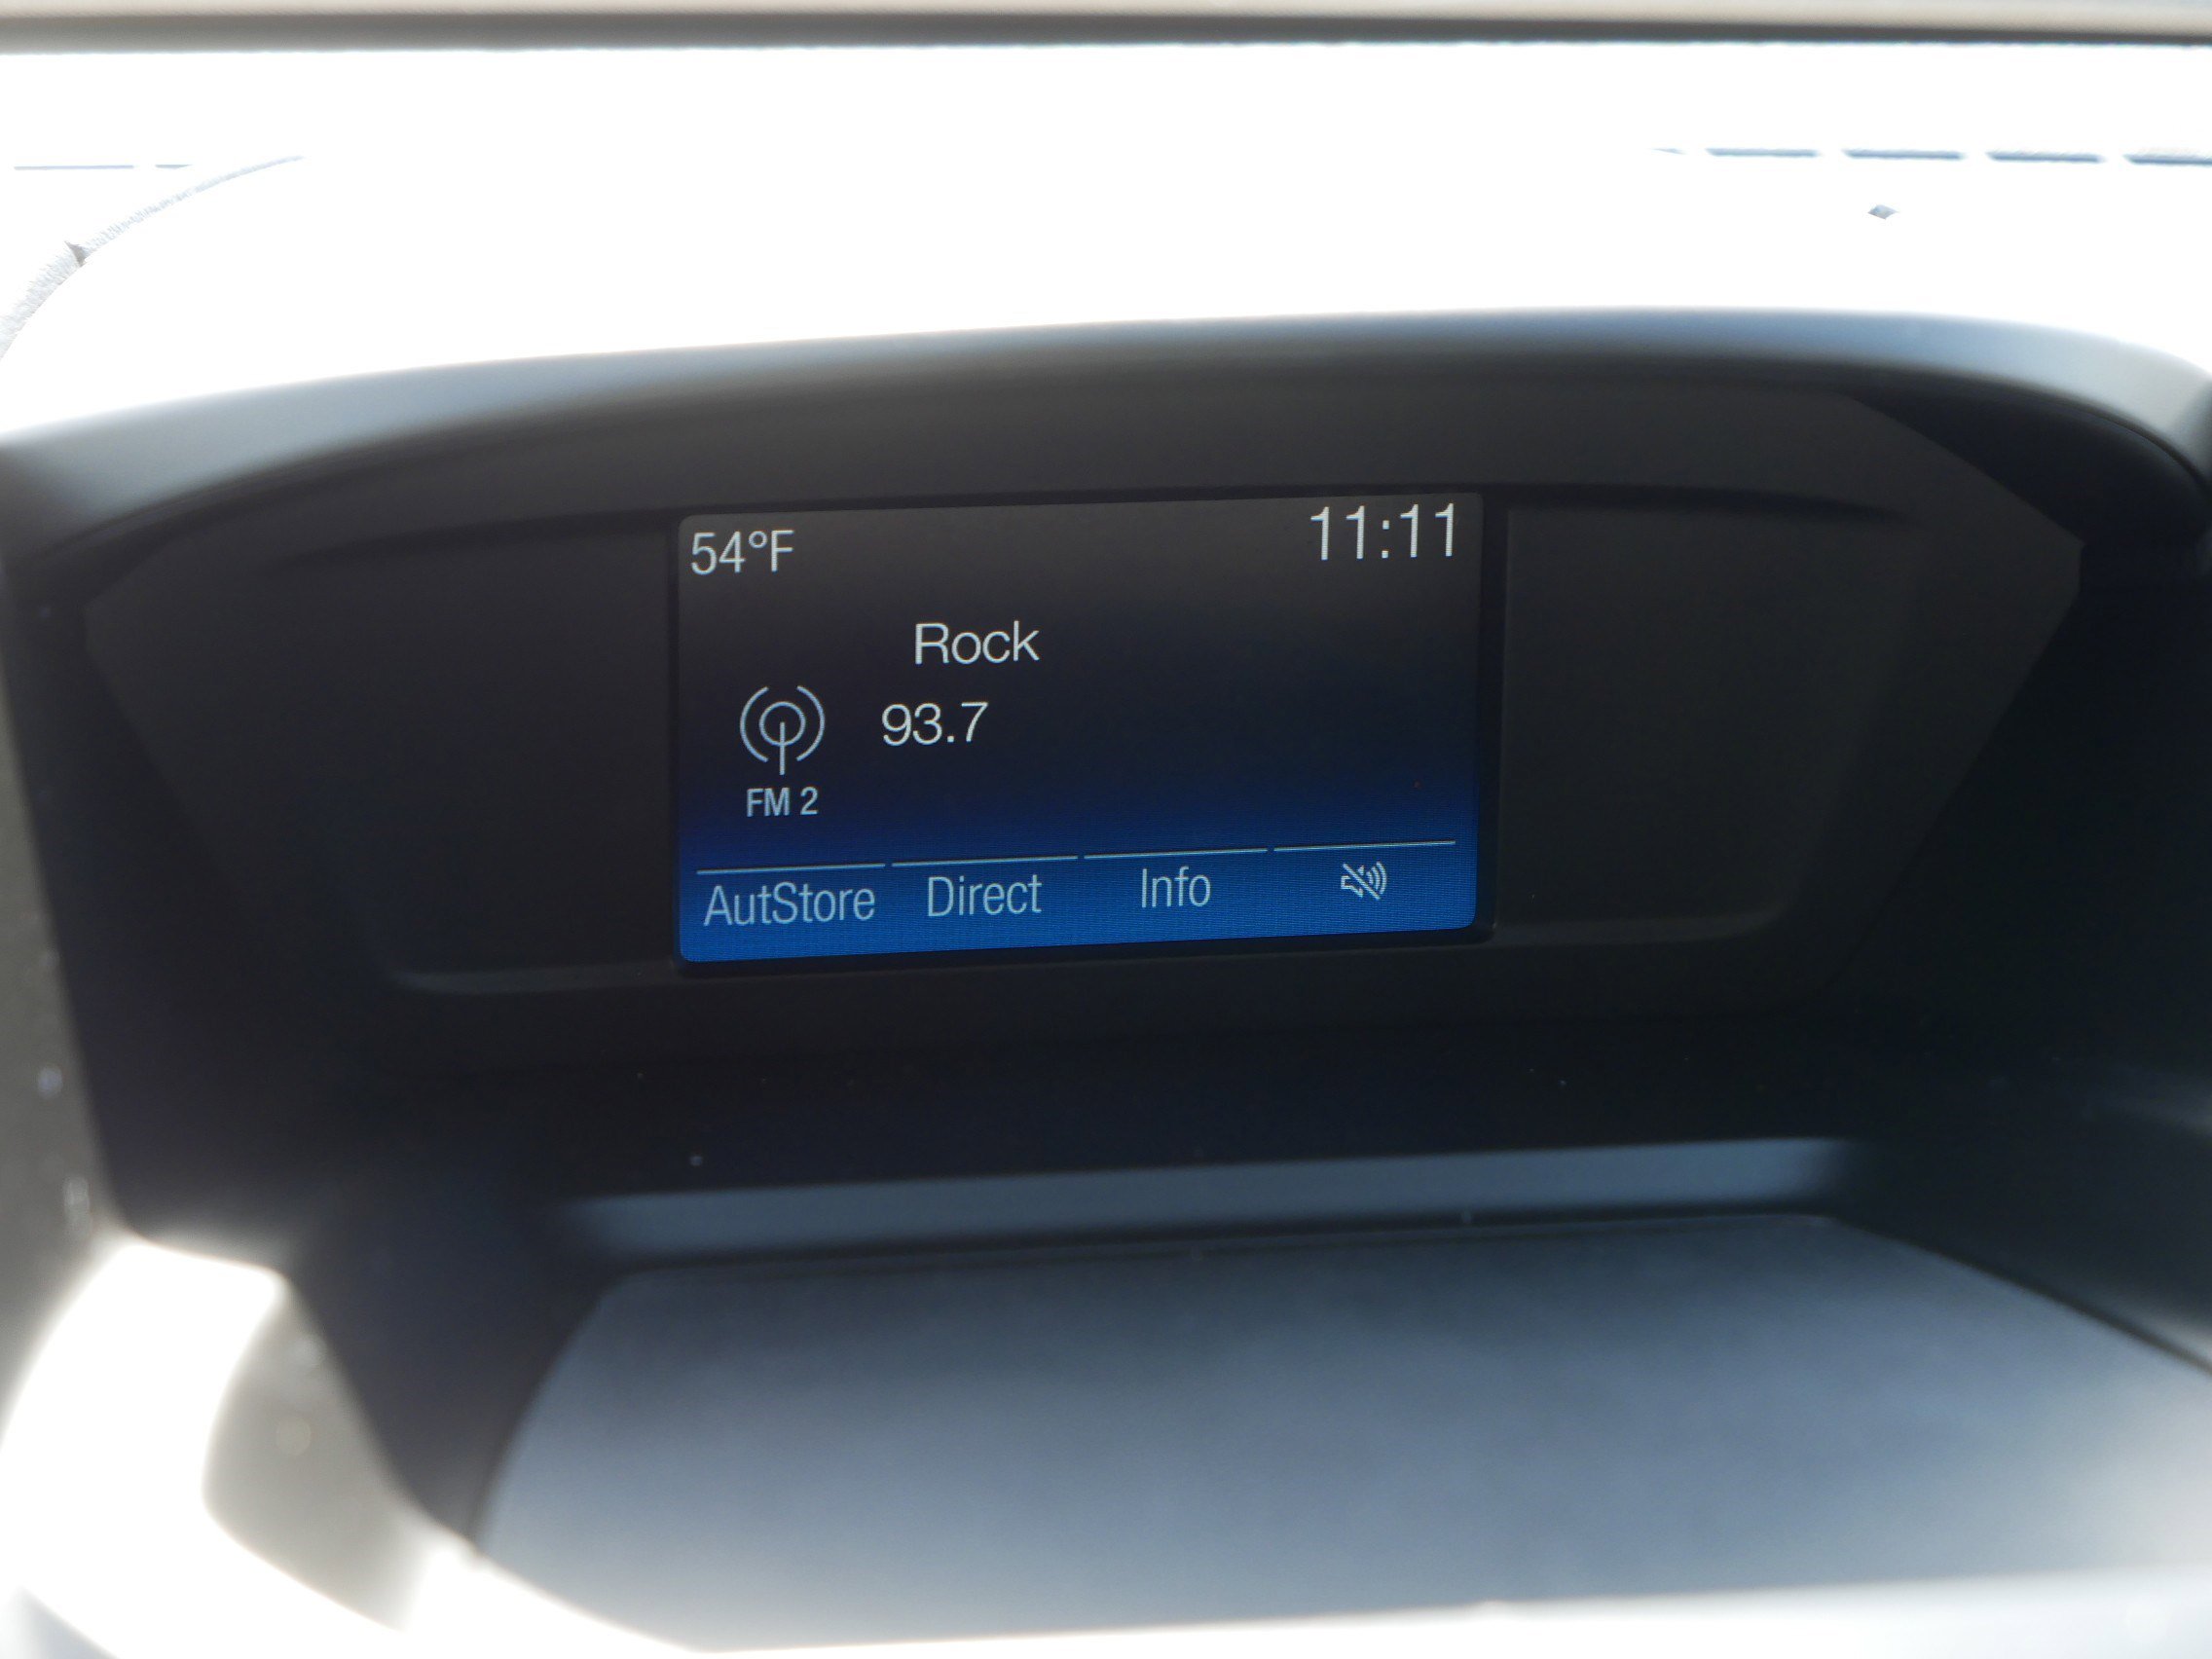 54°F 11:11
Rock
93.7
FM 2
AutStore Direct Info